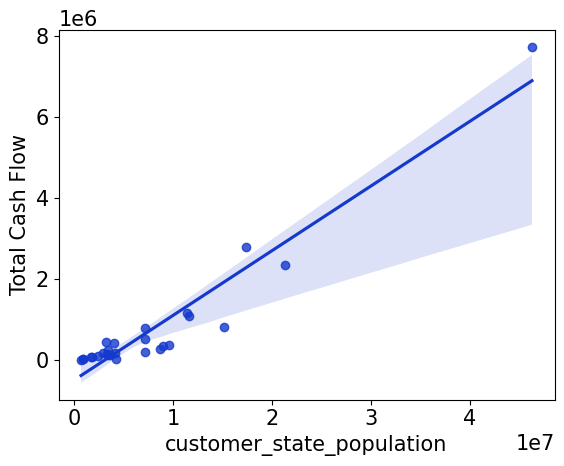 1e6
8
6
4
2
0
Total Cash Flow
0 1 2 3 4
1e7
customer_state_population